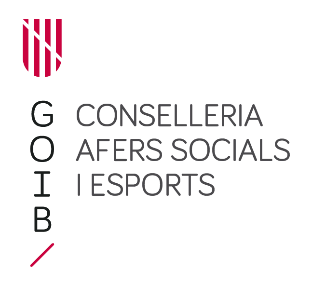 GOIB
CONSELLERIA
AFERS SOCIALS
I ESPORTS